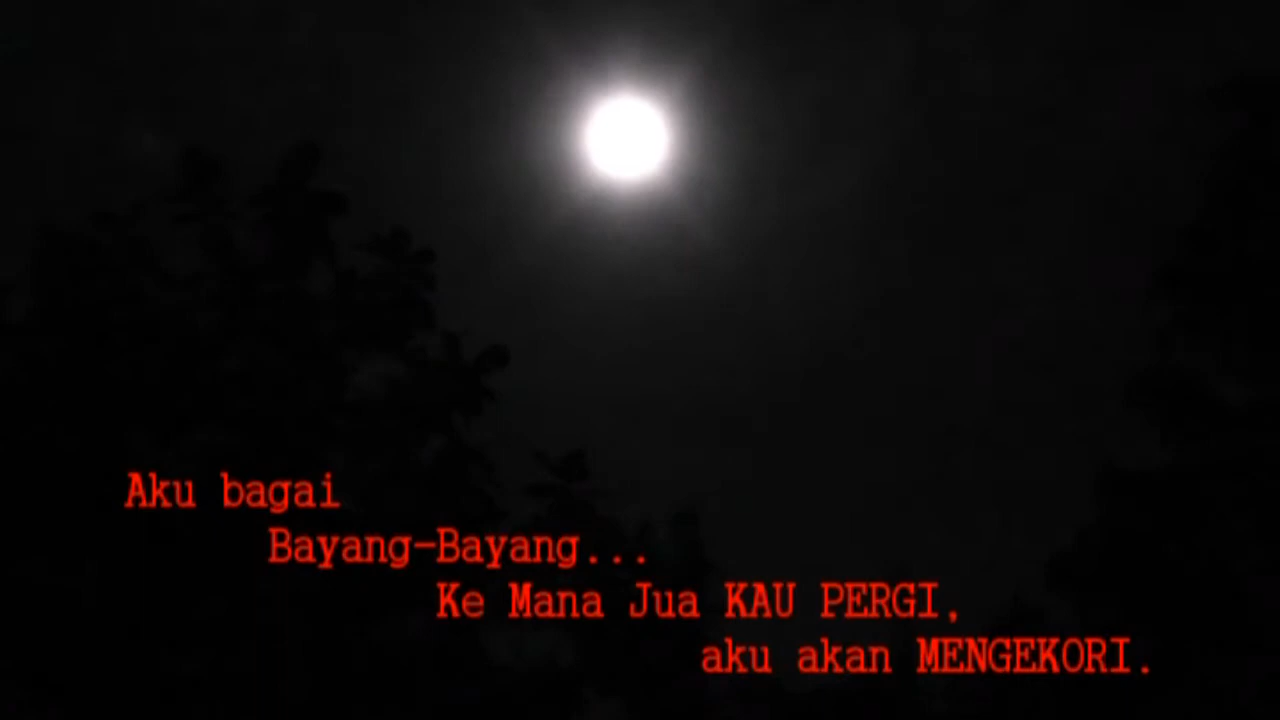 Aku bagai
Bayang-Bayang...
Ke Mana Jua KAU PERGI,
aku akan MENGEKORI.